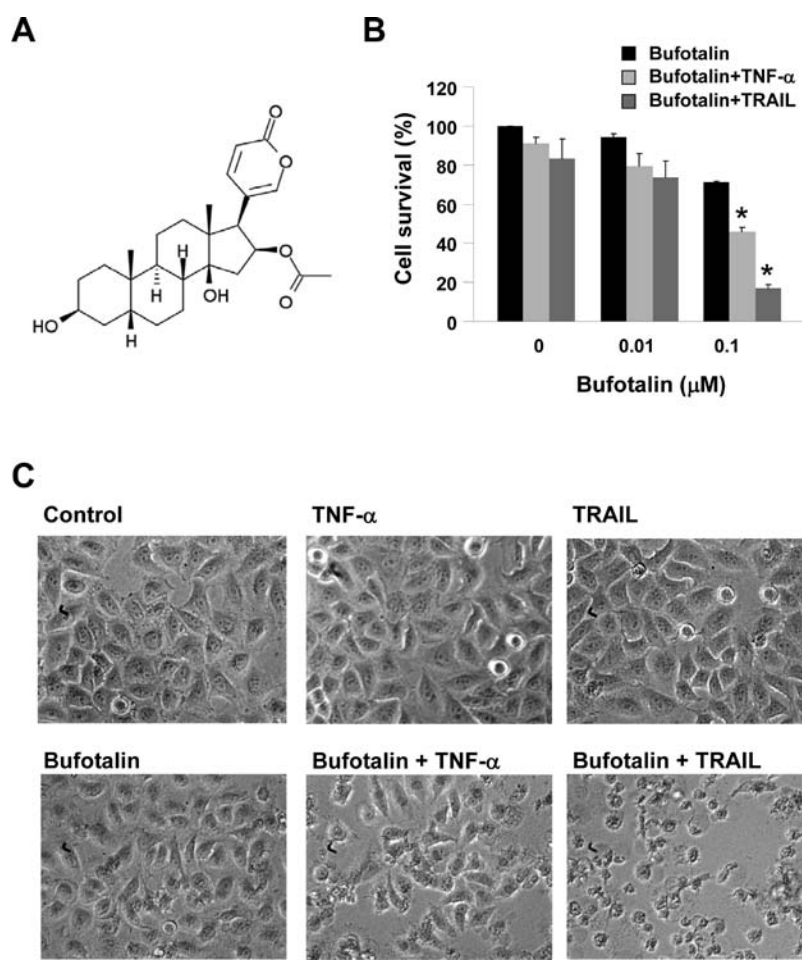 A
O
O
H
H
H
OH
O
O
HO
B
Bufotalin
Bufotalin+TNF-α
Bufotalin+TRAIL
Cell survival (%)
120
100
80
60
40
20
0
*
*
0 0.01 0.1
Bufotalin (μM)
C
Control TNF-α TRAIL
Bufotalin Bufotalin + TNF-α Bufotalin + TRAIL